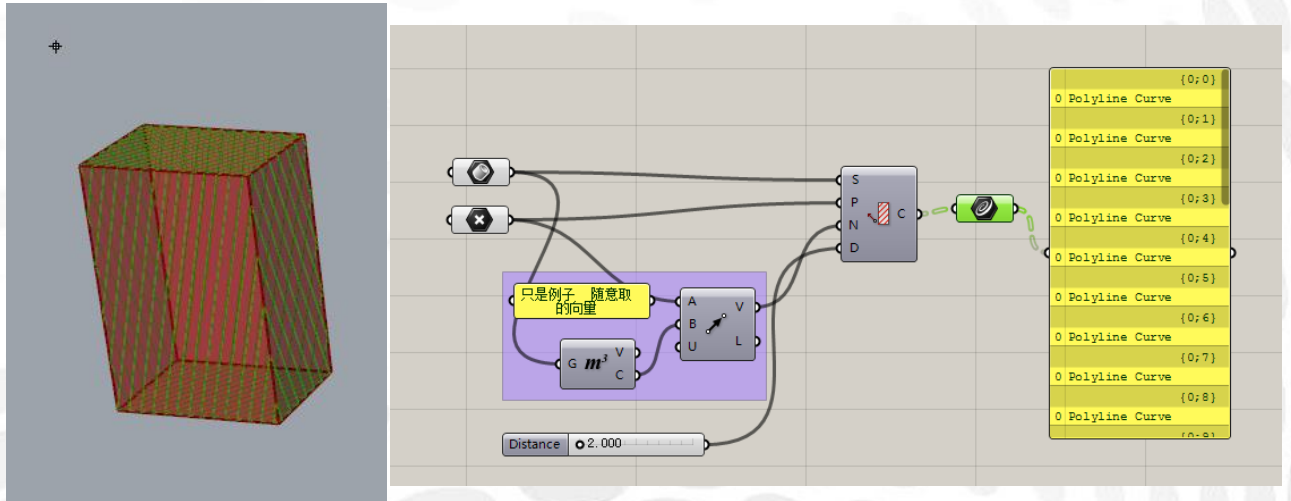 {0;0}
0 Polyline Curve
{0;1}
0 Polyline Curve
{0;2}
0 Polyline Curve
{0;3}
0 Polyline Curve
{0;4}
0 Polyline Curve
{0;5}
0 Polyline Curve
{0;6}
0 Polyline Curve
{0;7}
0 Polyline Curve
{0;8}
0 Polyline Curve
{0;9}
S
P
N
D
C
只是例子 随意取
的向量
A
B
U
V
L
G m³ V
C
Distance 2.000